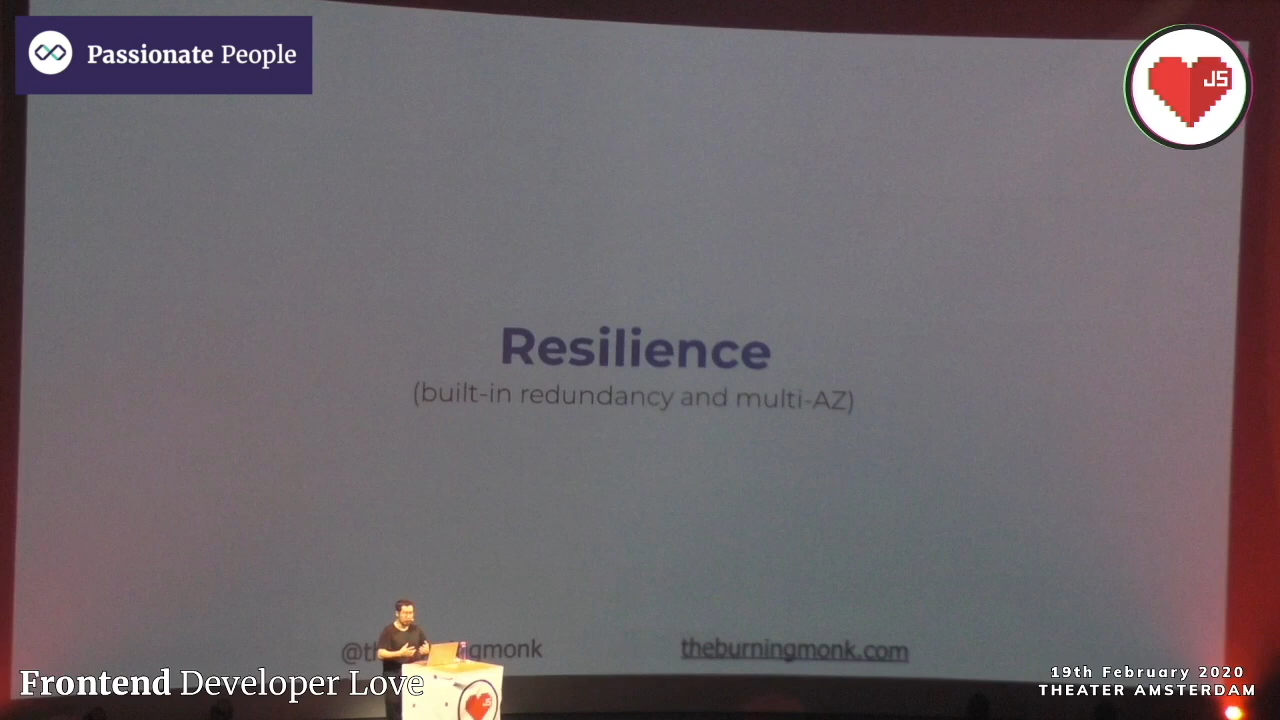 Passionate People
JS
Resilience
(built-in redundancy and multi-AZ)
theburningmonk.com
JS
Frontend Developer Love
19th February 2020
THEATER AMSTERDAM